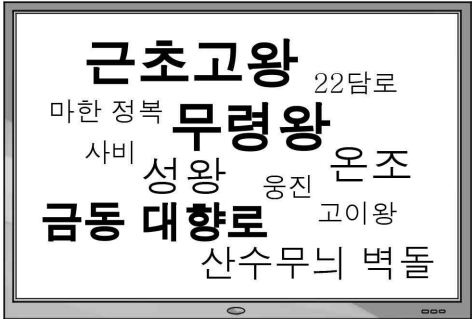 근초고왕
22담로
마한 정복
무령왕
사비
성왕
온조
웅진
금동 대향로
고이왕
산수무늬 벽돌